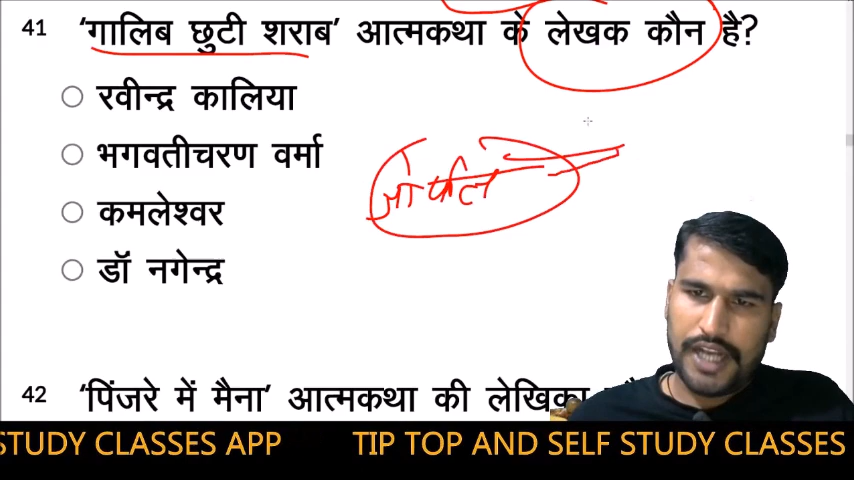 41 ‘गालिब छुटी शराब’ आत्मकथा के लेखक कौन है?
रवीन्द्र कालिया
भगवतीचरण वर्मा
कमलेश्वर
डॉ नगेन्द्र
42 ‘पिंजरे में मैना’ आत्मकथा की लेखिका
STUDY CLASSES APP TIP TOP AND SELF STUDY CLASSES